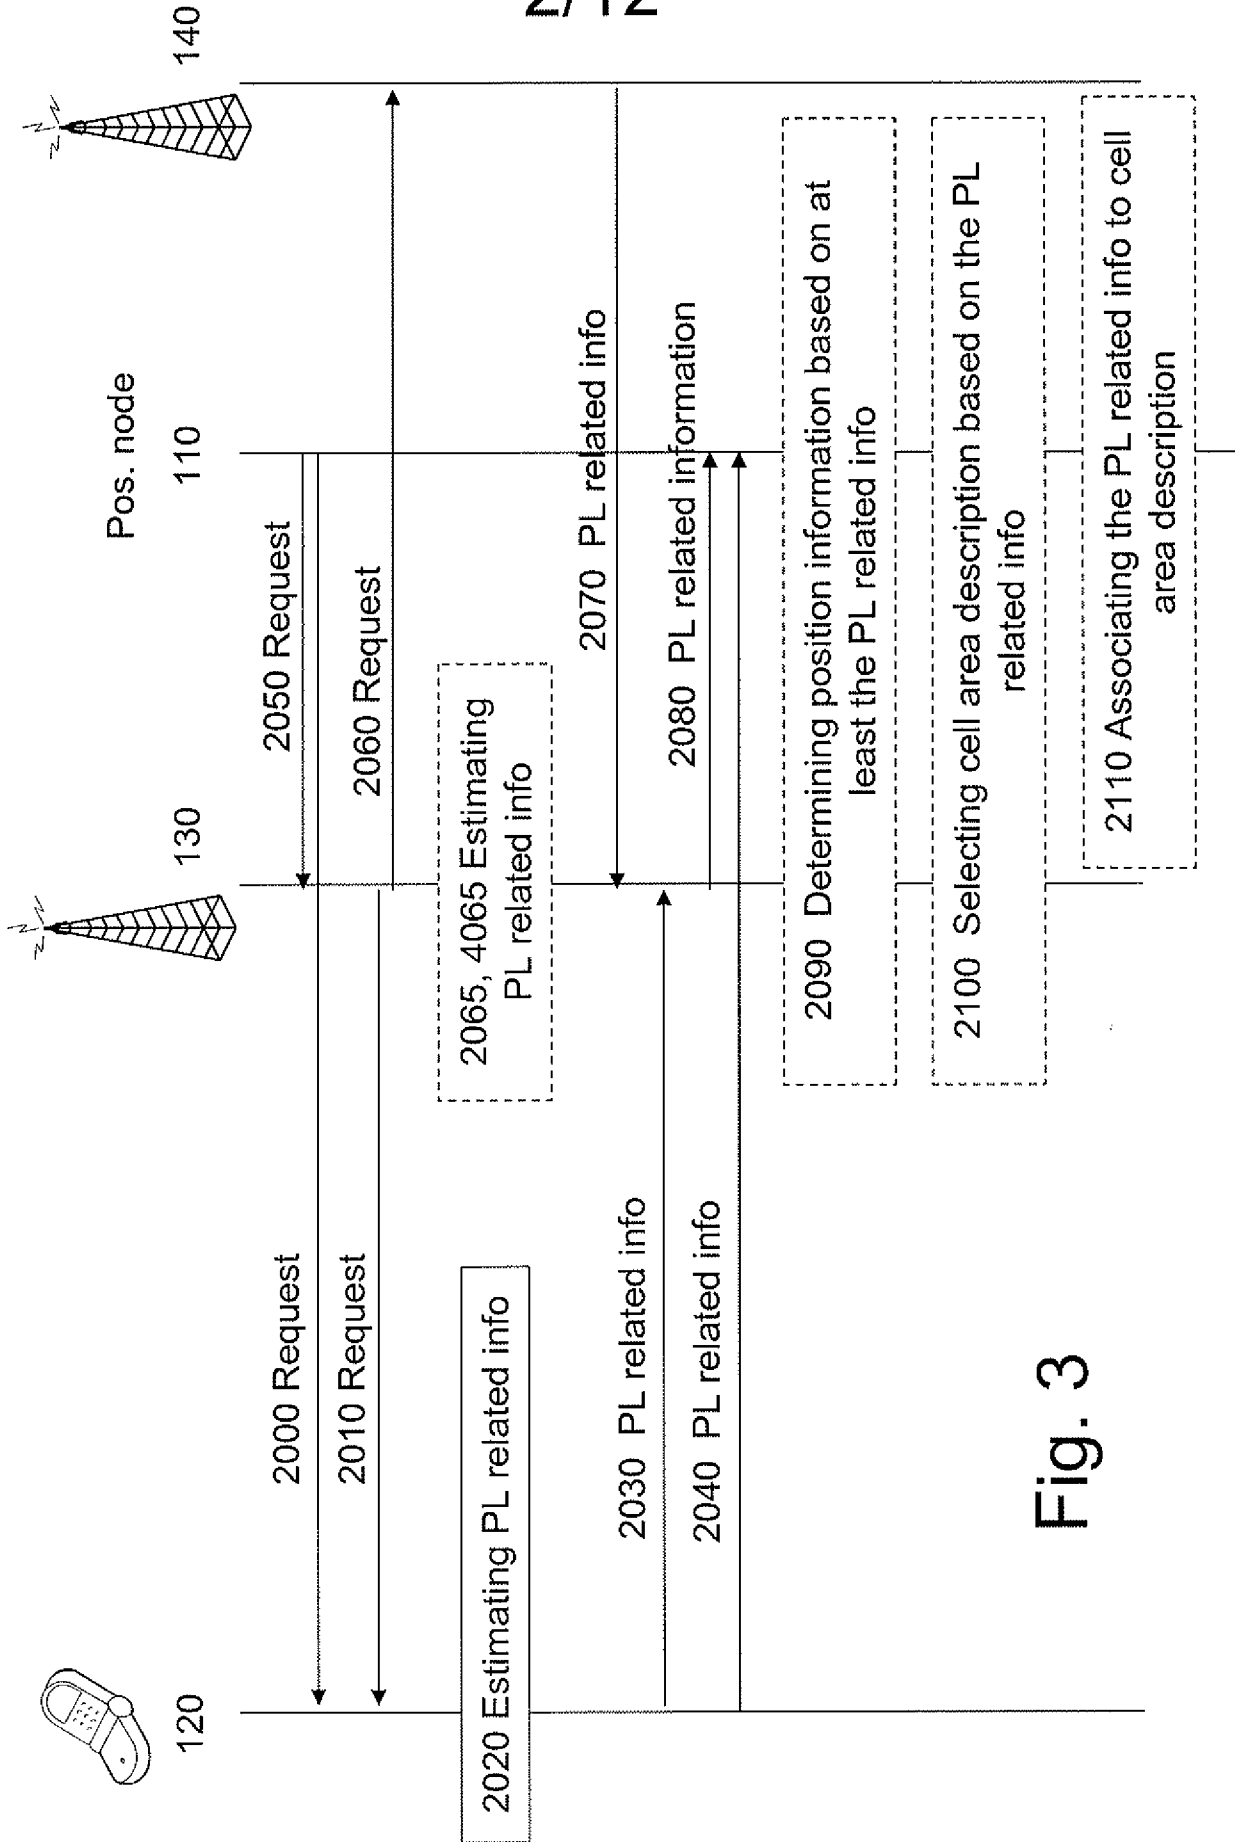 2/12
120
130
Pos. node
110
140
2050 Request
2000 Request
2010 Request
2060 Request
2020 Estimating PL related info
2065, 4065 Estimating
PL related info
2070 PL related info
2030 PL related info
2080 PL related information
2040 PL related info
2090 Determining position information based on at
least the PL related info
2100 Selecting cell area description based on the PL
related info
2110 Associating the PL related info to cell
area description
Fig. 3